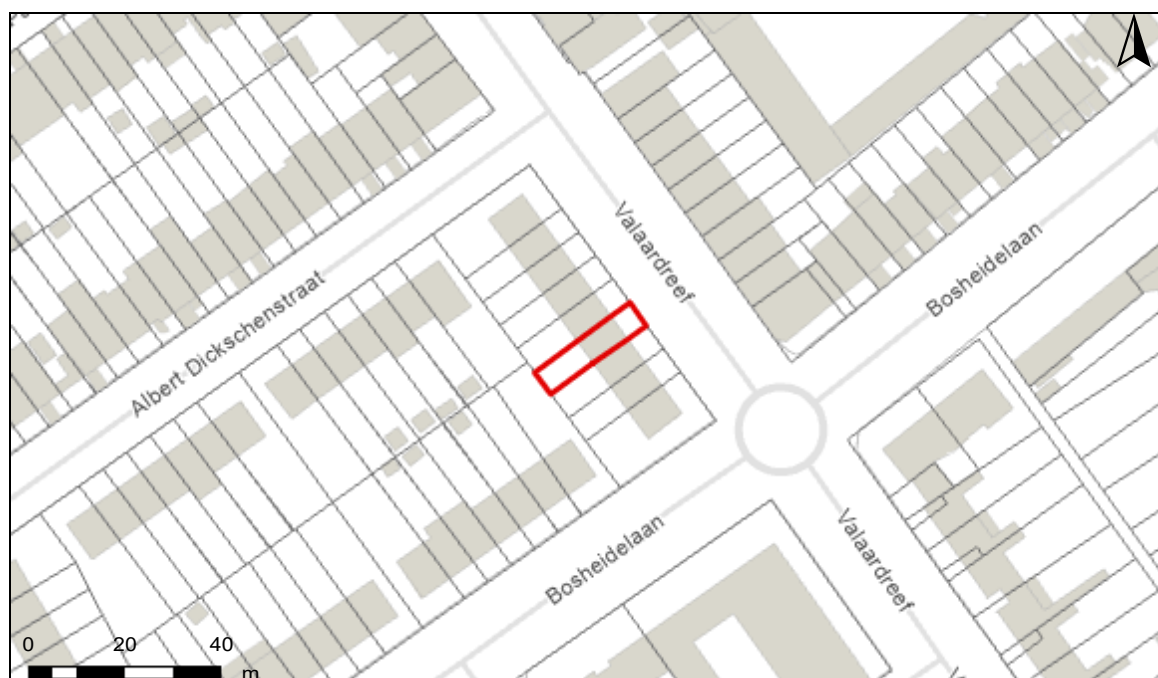 Valaardreef
Bosheidelaan
Albert Dickschenstraat
Bosheidelaan
Valaardreef
0 20 40
m